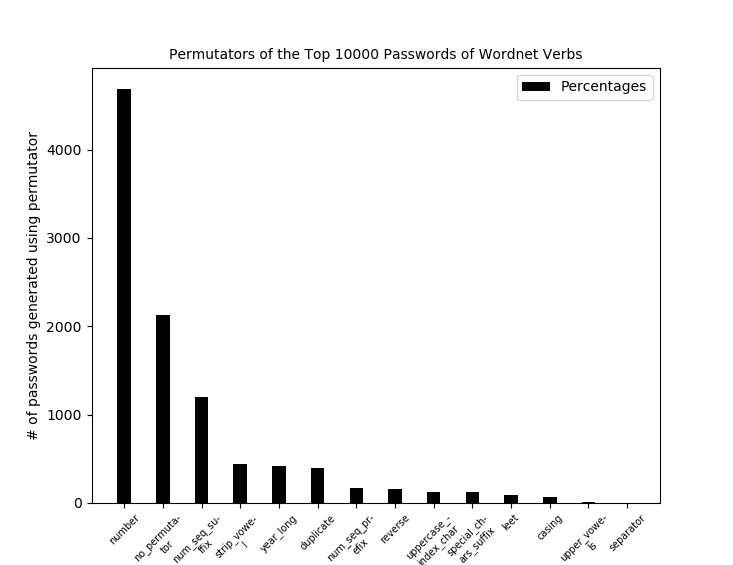 Permutators of the Top 10000 Passwords of Wordnet Verbs
Percentages
# of passwords generated using permutator
4000
3000
2000
1000
0
number
no_permuta-
tor
num_seq_su-
ffix
strip_vowe-
l
year_long
duplicate
num_seq_pr-
efix
reverse
uppercase_-
index_char
special_ch-
ars_suffix
leet
casing
upper_vowe-
ls
separator